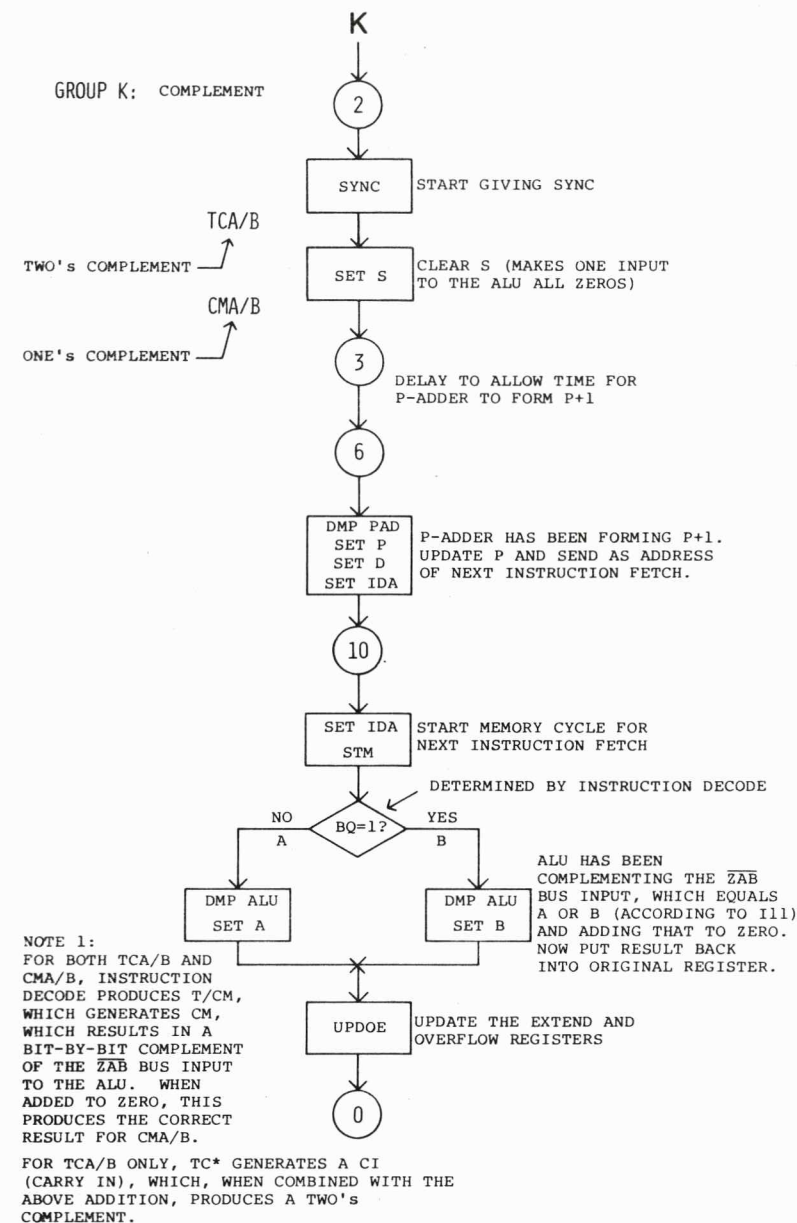 K
GROUP K: COMPLEMENT
2
SYNC
START GIVING SYNC
TCA/B
TWO's COMPLEMENT
SET S
CLEAR S (MAKES ONE INPUT
TO THE ALU ALL ZEROS)
CMA/B
ONE's COMPLEMENT
3
DELAY TO ALLOW TIME FOR
P-ADDER TO FORM P+1
6
DMP PAD
SET P
SET D
SET IDA
P-ADDER HAS BEEN FORMING P+1.
UPDATE P AND SEND AS ADDRESS
OF NEXT INSTRUCTION FETCH.
10
SET IDA
STM
START MEMORY CYCLE FOR
NEXT INSTRUCTION FETCH
DETERMINED BY INSTRUCTION DECODE
NO
A
BQ=1?
YES
B
DMP ALU
SET A
DMP ALU
SET B
ALU HAS BEEN
COMPLEMENTING THE ZAB
BUS INPUT, WHICH EQUALS
A OR B (ACCORDING TO I11)
AND ADDING THAT TO ZERO.
NOW PUT RESULT BACK
INTO ORIGINAL REGISTER.
NOTE 1:
FOR BOTH TCA/B AND
CMA/B, INSTRUCTION
DECODE PRODUCES T/CM,
WHICH GENERATES CM,
WHICH RESULTS IN A
BIT-BY-BIT COMPLEMENT
OF THE ZAB BUS INPUT
TO THE ALU. WHEN
ADDED TO ZERO, THIS
PRODUCES THE CORRECT
RESULT FOR CMA/B.
UPDOE
UPDATE THE EXTEND AND
OVERFLOW REGISTERS
0
FOR TCA/B ONLY, TC* GENERATES A CI
(CARRY IN), WHICH, WHEN COMBINED WITH THE
ABOVE ADDITION, PRODUCES A TWO's
COMPLEMENT.